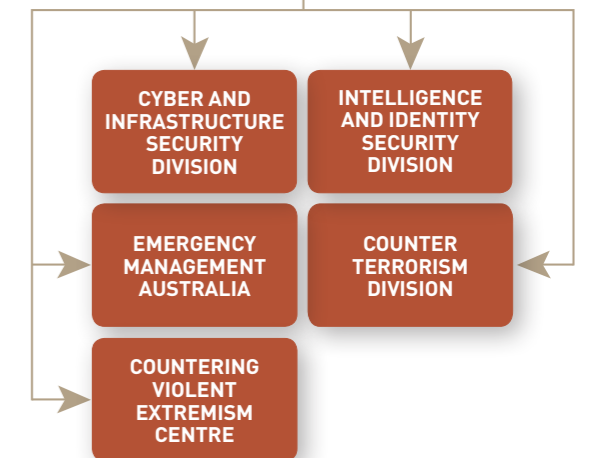 CYBER AND
INFRASTRUCTURE
SECURITY
DIVISION
INTELLIGENCE
AND IDENTITY
SECURITY
DIVISION
EMERGENCY
MANAGEMENT
AUSTRALIA
COUNTER
TERRORISM
DIVISION
COUNTERING
VIOLENT
EXTREMISM
CENTRE